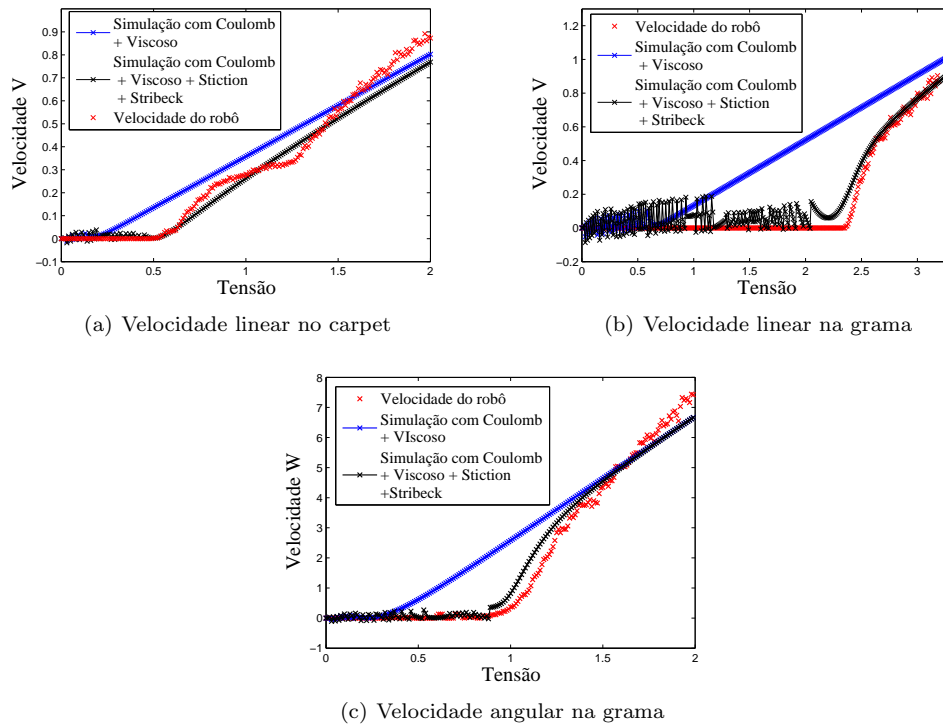 0.9
0.8
0.7
0.6
0.5
0.4
0.3
0.2
0.1
0
−0.1
Velocidade V
Simulação com Coulomb
+ Viscoso
Simulação com Coulomb
+ Viscoso + Stiction
+ Stribeck
Velocidade do robô
0 0.5 1 1.5 2
Tensão
(a) Velocidade linear no carpet
1.2
1
0.8
0.6
0.4
0.2
0
−0.2
Velocidade V
Velocidade do robô
Simulação com Coulomb
+ Viscoso
Simulação com Coulomb
+ Viscoso + Stiction
+ Stribeck
0 0.5 1 1.5 2 2.5 3
Tensão
(b) Velocidade linear na grama
8
7
6
5
4
3
2
1
0
−1
Velocidade W
Velocidade do robô
Simulação com Coulomb
+ VIscoso
Simulação com Coulomb
+ Viscoso + Stiction
+Stribeck
0 0.5 1 1.5 2
Tensão
(c) Velocidade angular na grama